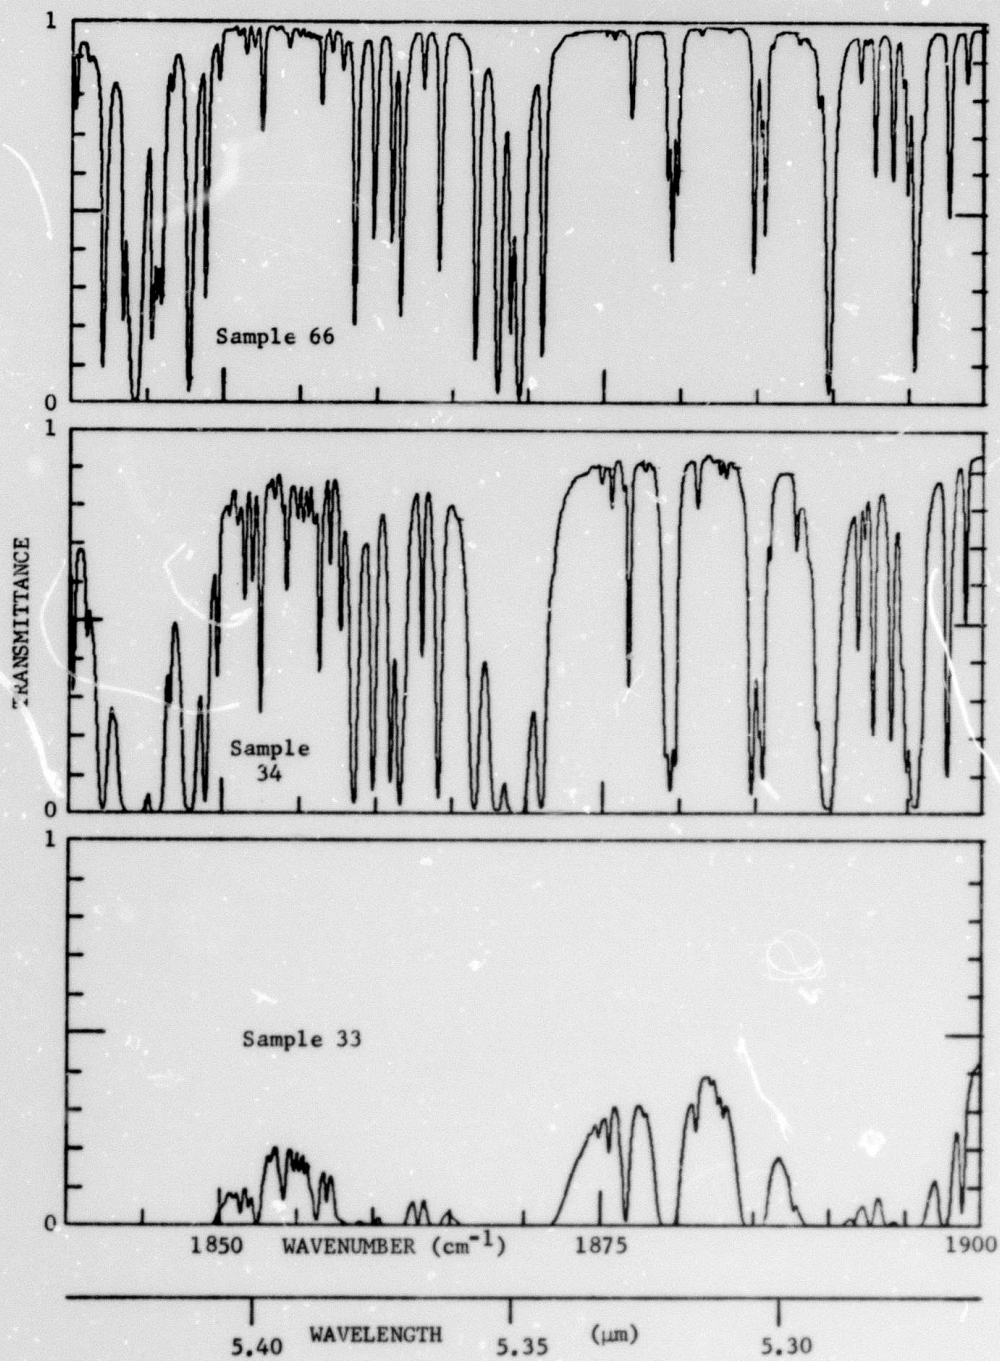 1
Sample 66
0
1
TRANSMITTANCE
Sample
34
0
1
Sample 33
0
1850 WAVENUMBER (cm⁻¹) 1875 1900
5.40 WAVELENGTH 5.35 (μm) 5.30